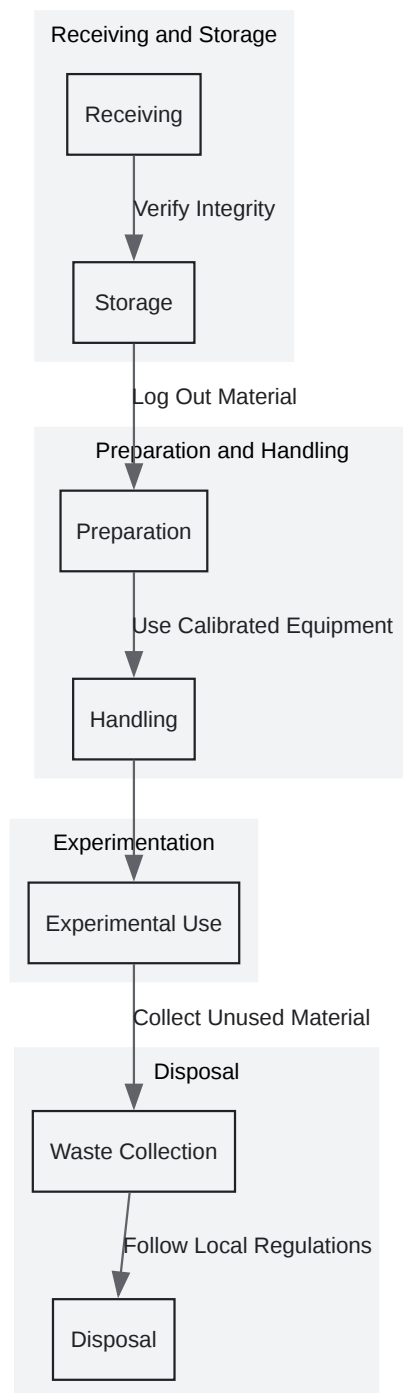 Receiving and Storage
Receiving
Verify Integrity
Storage
Log Out Material
Preparation and Handling
Preparation
Use Calibrated Equipment
Handling
Experimentation
Experimental Use
Collect Unused Material
Disposal
Waste Collection
Follow Local Regulations
Disposal